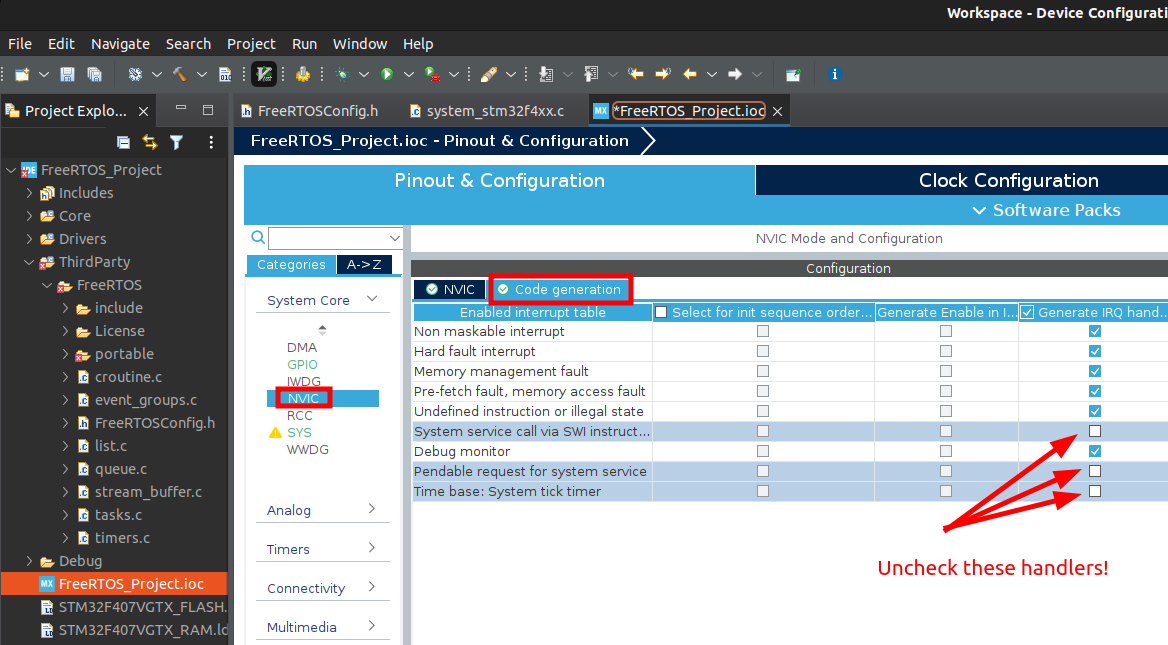 Workspace - Device Configurati
File Edit Navigate Search Project Run Window Help
010
Project Explo...
FreeRTOSConfig.h
system_stm32f4xx.c
MX *FreeRTOS_Project.ioc
FreeRTOS_Project.ioc - Pinout & Configuration
IDE FreeRTOS_Project
Includes
Core
Drivers
ThirdParty
FreeRTOS
include
License
portable
croutine.c
event_groups.c
FreeRTOSConfig.h
list.c
queue.c
stream_buffer.c
tasks.c
timers.c
Debug
MX FreeRTOS_Project.ioc
STM32F407VGTX_FLASH.
STM32F407VGTX_RAM.ld
Pinout & Configuration
Clock Configuration
Software Packs
NVIC Mode and Configuration
Categories A->Z
Configuration
System Core
DMA
GPIO
IWDG
NVIC
RCC
SYS
WWDG
Analog
Timers
Connectivity
Multimedia
NVIC Code generation
Enabled interrupt table Select for init sequence order... Generate Enable in I... Generate IRQ hand...
Non maskable interrupt
Hard fault interrupt
Memory management fault
Pre-fetch fault, memory access fault
Undefined instruction or illegal state
System service call via SWI instruct...
Debug monitor
Pendable request for system service
Time base: System tick timer
Uncheck these handlers!